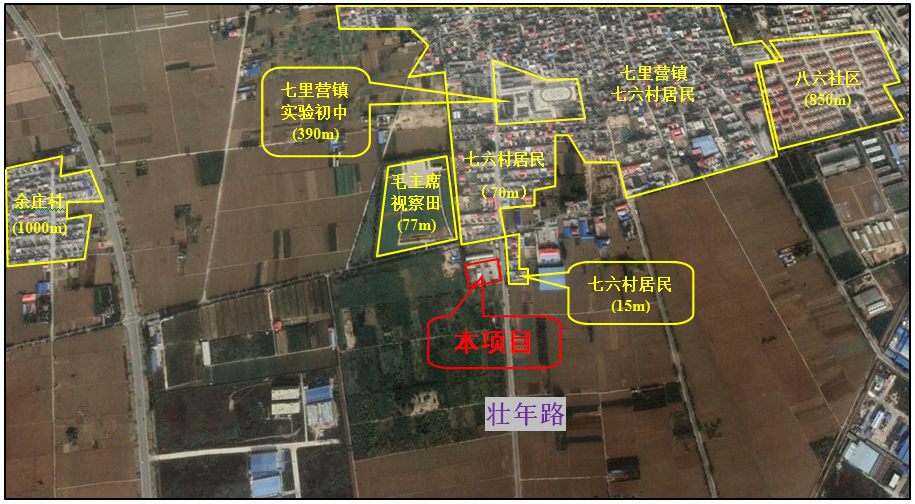 七里营镇
七六村居民
八六社区
(850m)
七里营镇
实验初中
(390m)
七六村居民
（70m）
毛主席
视察田
(77m)
余庄村
(1000m)
七六村居民
(15m)
本项目
壮年路